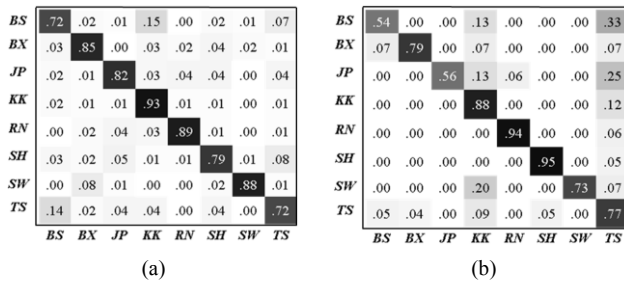 BS .72 .02 .01 .15 .00 .02 .01 .07
BX .03 .85 .00 .03 .02 .04 .02 .01
JP .02 .01 .82 .03 .04 .04 .00 .04
KK .02 .01 .01 .93 .01 .01 .00 .01
RN .00 .02 .04 .03 .89 .01 .00 .01
SH .03 .02 .05 .01 .01 .79 .01 .08
SW .00 .08 .01 .00 .00 .02 .88 .01
TS .14 .02 .04 .04 .00 .04 .00 .72
BS BX JP KK RN SH SW TS
(a)
BS .54 .00 .00 .13 .00 .00 .00 .33
BX .07 .79 .00 .07 .00 .00 .00 .07
JP .00 .00 .56 .13 .06 .00 .00 .25
KK .00 .00 .00 .88 .00 .00 .00 .12
RN .00 .00 .00 .00 .94 .00 .00 .06
SH .00 .00 .00 .00 .00 .95 .00 .05
SW .00 .00 .00 .20 .00 .00 .73 .07
TS .05 .04 .00 .09 .00 .05 .00 .77
BS BX JP KK RN SH SW TS
(b)